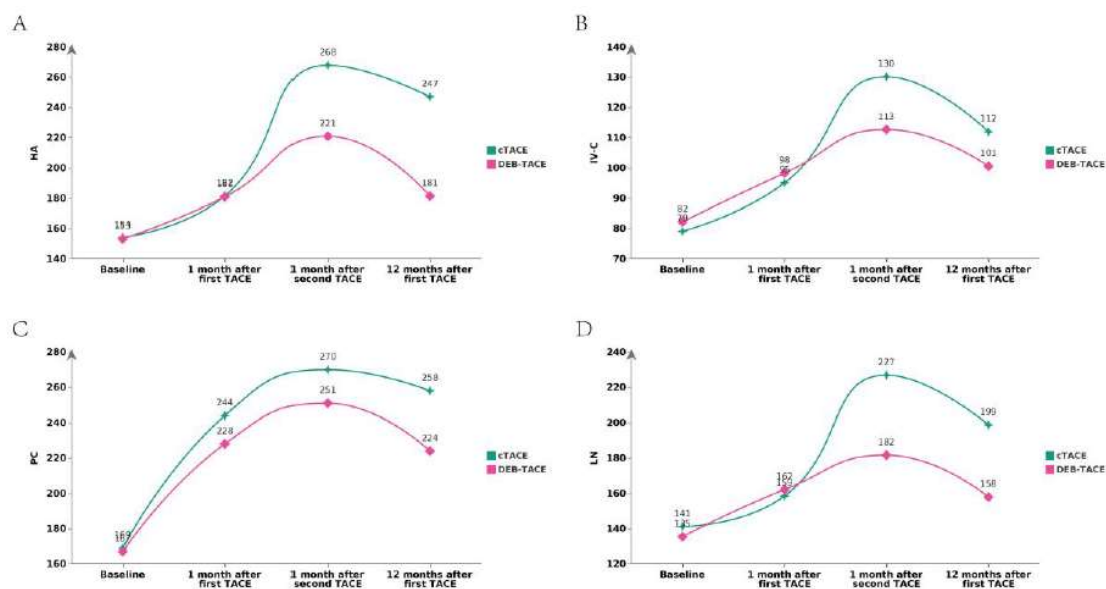 A
280
260
240
220
200
180
160
140
HA
268
247
221
181
153
Baseline
1 month after
first TACE
1 month after
second TACE
12 months after
first TACE
cTACE
DEB-TACE
B
140
130
120
110
100
90
80
70
IV-C
130
113
112
101
98
95
82
79
Baseline
1 month after
first TACE
1 month after
second TACE
12 months after
first TACE
cTACE
DEB-TACE
C
280
260
240
220
200
180
160
PC
270
258
251
244
228
224
169
167
Baseline
1 month after
first TACE
1 month after
second TACE
12 months after
first TACE
cTACE
DEB-TACE
D
240
220
200
180
160
140
120
LN
227
199
182
162
159
158
141
135
Baseline
1 month after
first TACE
1 month after
second TACE
12 months after
first TACE
cTACE
DEB-TACE